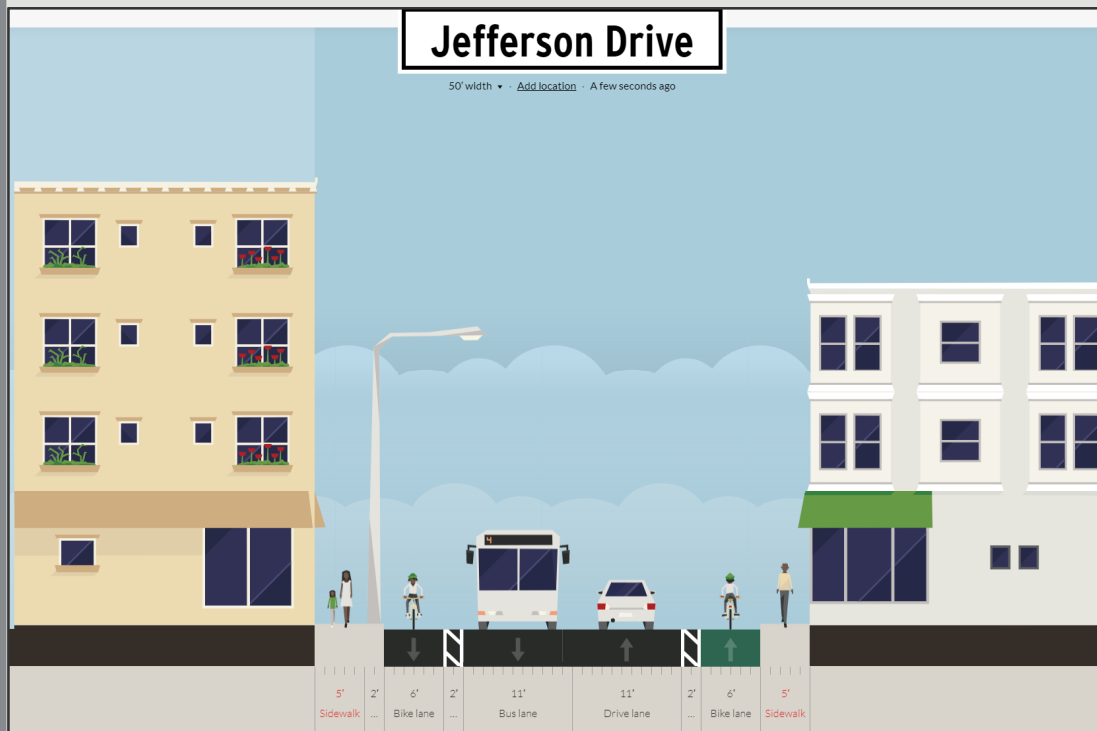 Jefferson Drive
50′ width ▾ · Add location · A few seconds ago
4
5′ 2′ 6′ 2′ 11′ 11′ 2′ 6′ 5′
Sidewalk ... Bike lane ... Bus lane Drive lane ... Bike lane Sidewalk